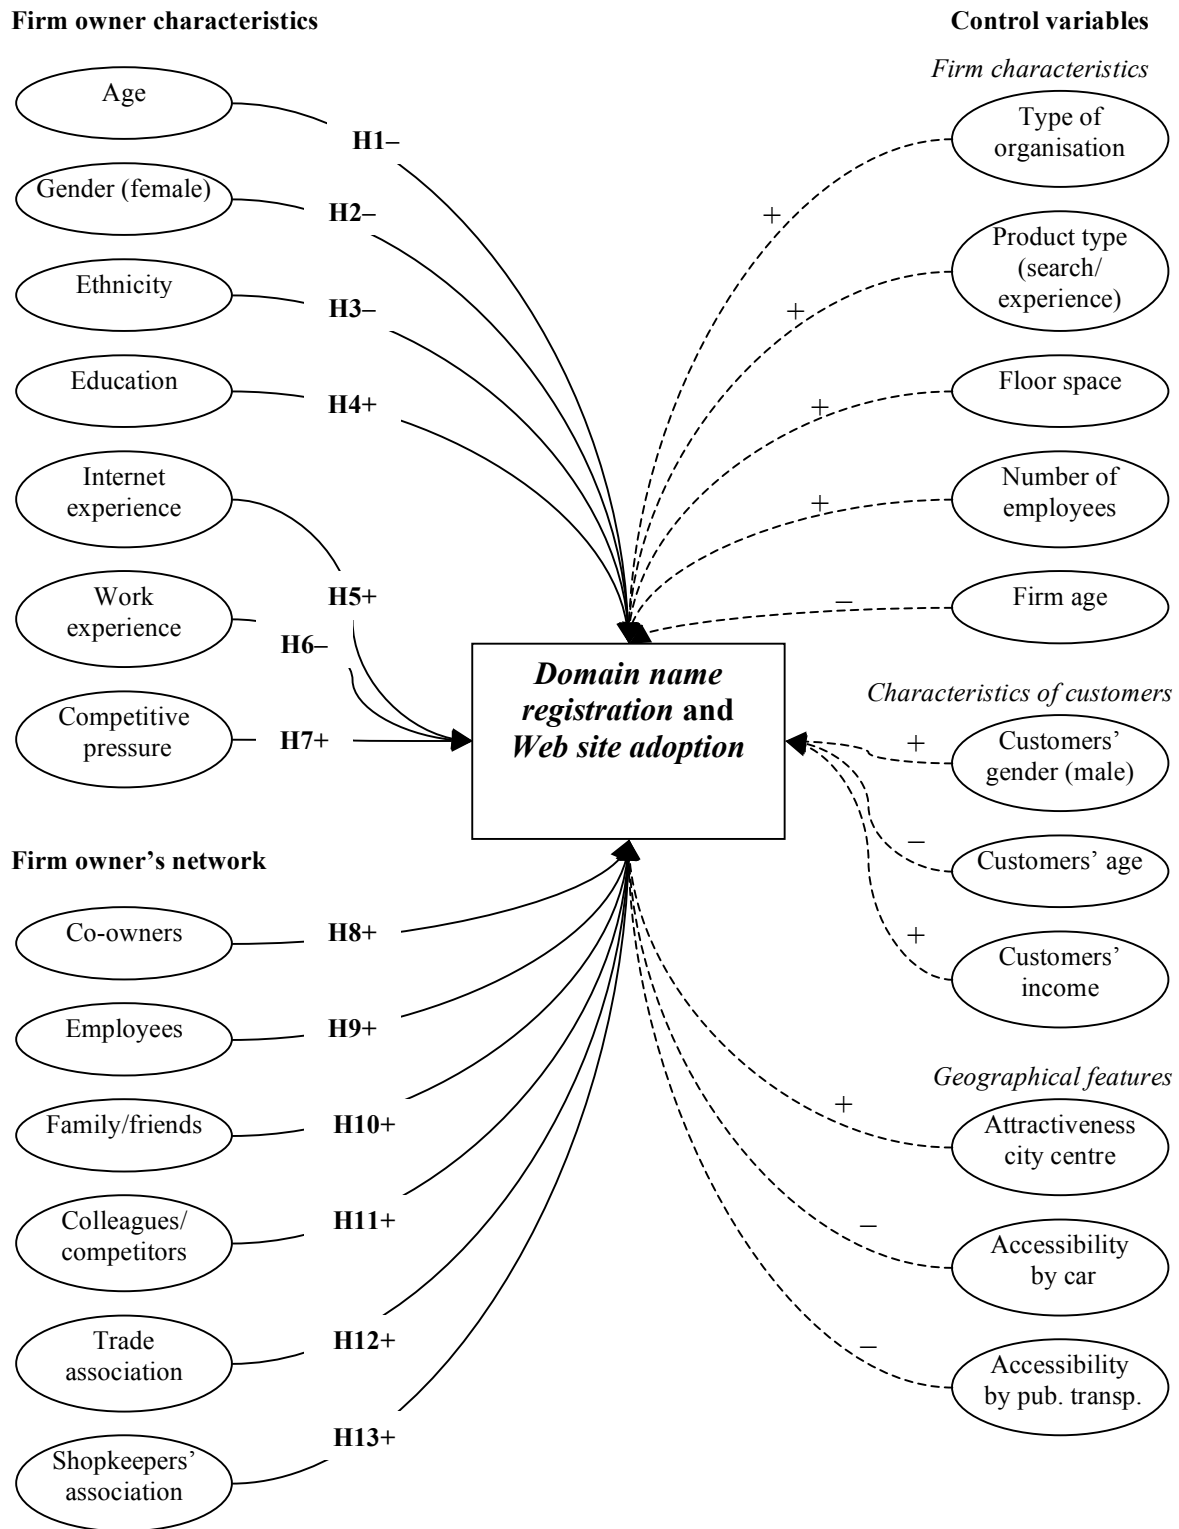 Firm owner characteristics
Age
H1–
Gender (female)
H2–
Ethnicity
H3–
Education
H4+
Internet
experience
H5+
Work
experience
H6–
Competitive
pressure
H7+
Firm owner’s network
Co-owners
H8+
Employees
H9+
Family/friends
H10+
Colleagues/
competitors
H11+
Trade
association
H12+
Shopkeepers’
association
H13+
Domain name
registration and
Web site adoption
Control variables
Firm characteristics
Type of
organisation
+
Product type
(search/
experience)
+
Floor space
+
Number of
employees
+
Firm age
–
Characteristics of customers
Customers’
gender (male)
+
Customers’ age
–
Customers’
income
+
Geographical features
Attractiveness
city centre
+
Accessibility
by car
–
Accessibility
by pub. transp.
–